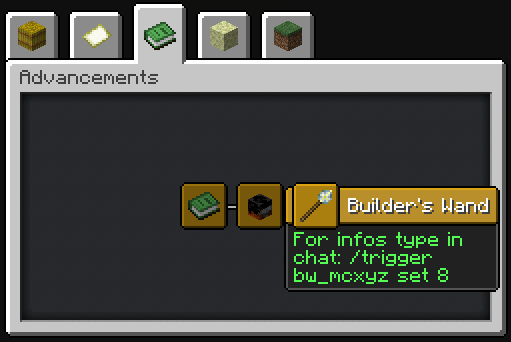 Advancements
Builder's Wand
For infos type in
chat: /trigger
bw_mcxyz set 8